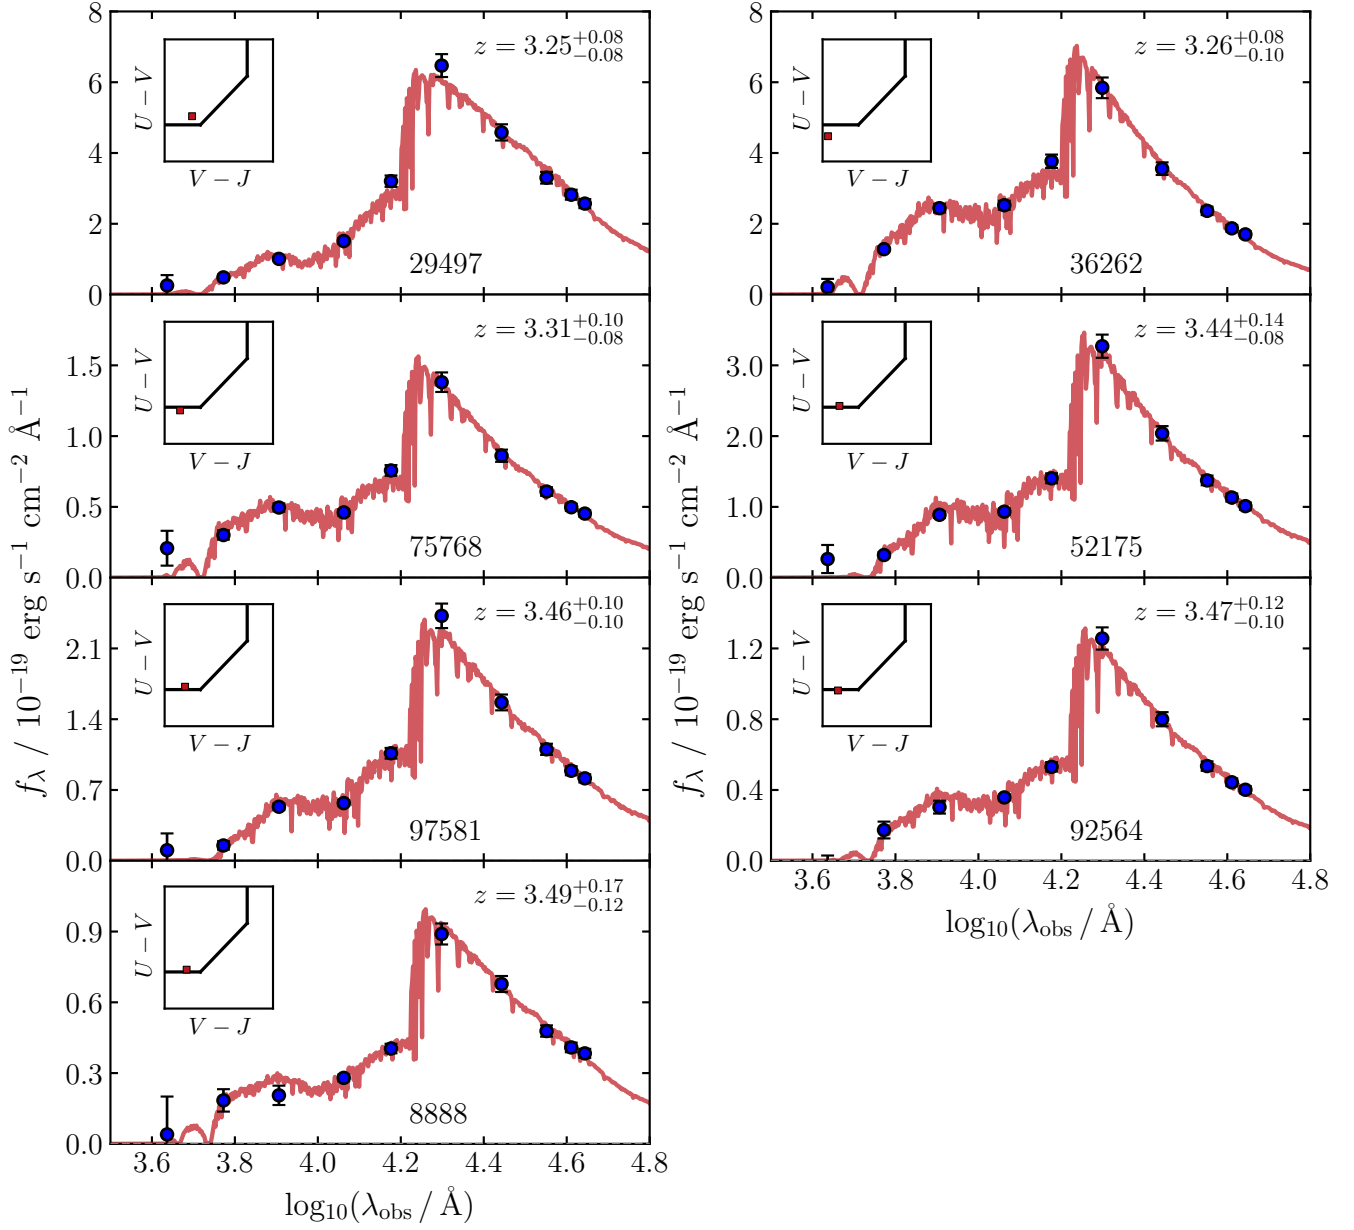 8
6
4
2
0
U − V
V − J
z = 3.25 +0.08 −0.08
29497
U − V
V − J
z = 3.26 +0.08 −0.10
36262
8
6
4
2
0
1.5
1.0
0.5
0.0
U − V
V − J
z = 3.31 +0.10 −0.08
75768
3.0
2.0
1.0
0.0
U − V
V − J
z = 3.44 +0.14 −0.08
52175
fλ / 10−19 erg s−1 cm−2 Å−1
fλ / 10−19 erg s−1 cm−2 Å−1
2.1
1.4
0.7
0.0
U − V
V − J
z = 3.46 +0.10 −0.10
97581
1.2
0.8
0.4
0.0
U − V
V − J
z = 3.47 +0.12 −0.10
92564
3.6 3.8 4.0 4.2 4.4 4.6 4.8
log10(λobs / Å)
0.9
0.6
0.3
0.0
U − V
V − J
z = 3.49 +0.17 −0.12
8888
3.6 3.8 4.0 4.2 4.4 4.6 4.8
log10(λobs / Å)